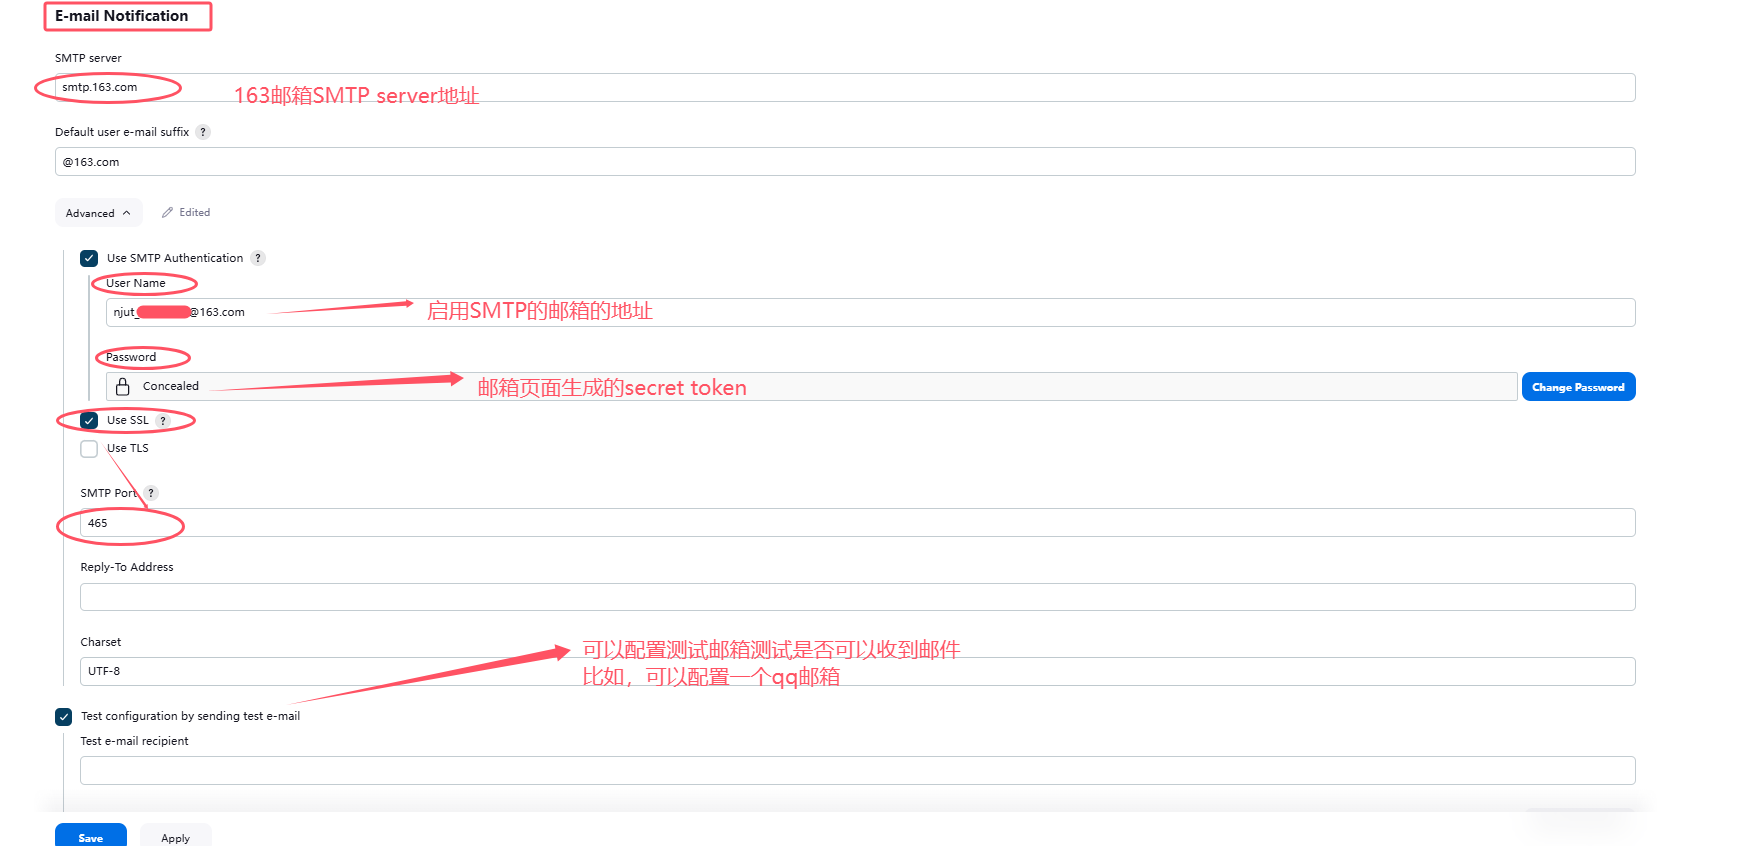 E-mail Notification
SMTP server
smtp.163.com
163邮箱SMTP server地址
Default user e-mail suffix ?
@163.com
Advanced
Edited
Use SMTP Authentication ?
User Name
njut_
@163.com
启用SMTP的邮箱的地址
Password
Concealed
邮箱页面生成的secret token
Change Password
Use SSL ?
Use TLS
SMTP Port ?
465
Reply-To Address
Charset
可以配置测试邮箱测试是否可以收到邮件
UTF-8
比如，可以配置一个qq邮箱
Test configuration by sending test e-mail
Test e-mail recipient
Save
Apply